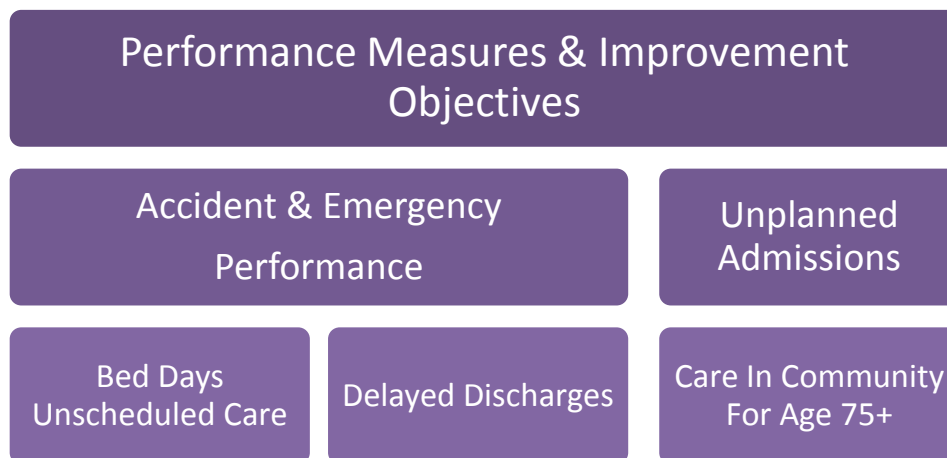 Performance Measures & Improvement
Objectives
Accident & Emergency
Performance
Unplanned
Admissions
Bed Days
Unscheduled Care
Delayed Discharges
Care In Community
For Age 75+